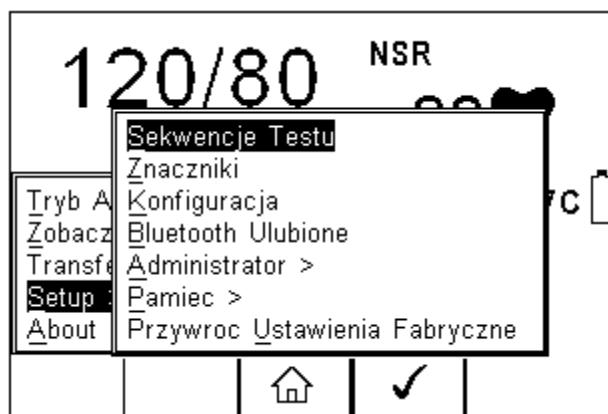 120/80
NSR
Sekwencje Testu
Znaczniki
Konfiguracja
Bluetooth Ulubione
Administrator >
Pamiec >
Przywroc Ustawienia Fabryczne
Tryb A
Zobacz
Transfe
Setup >
About
C